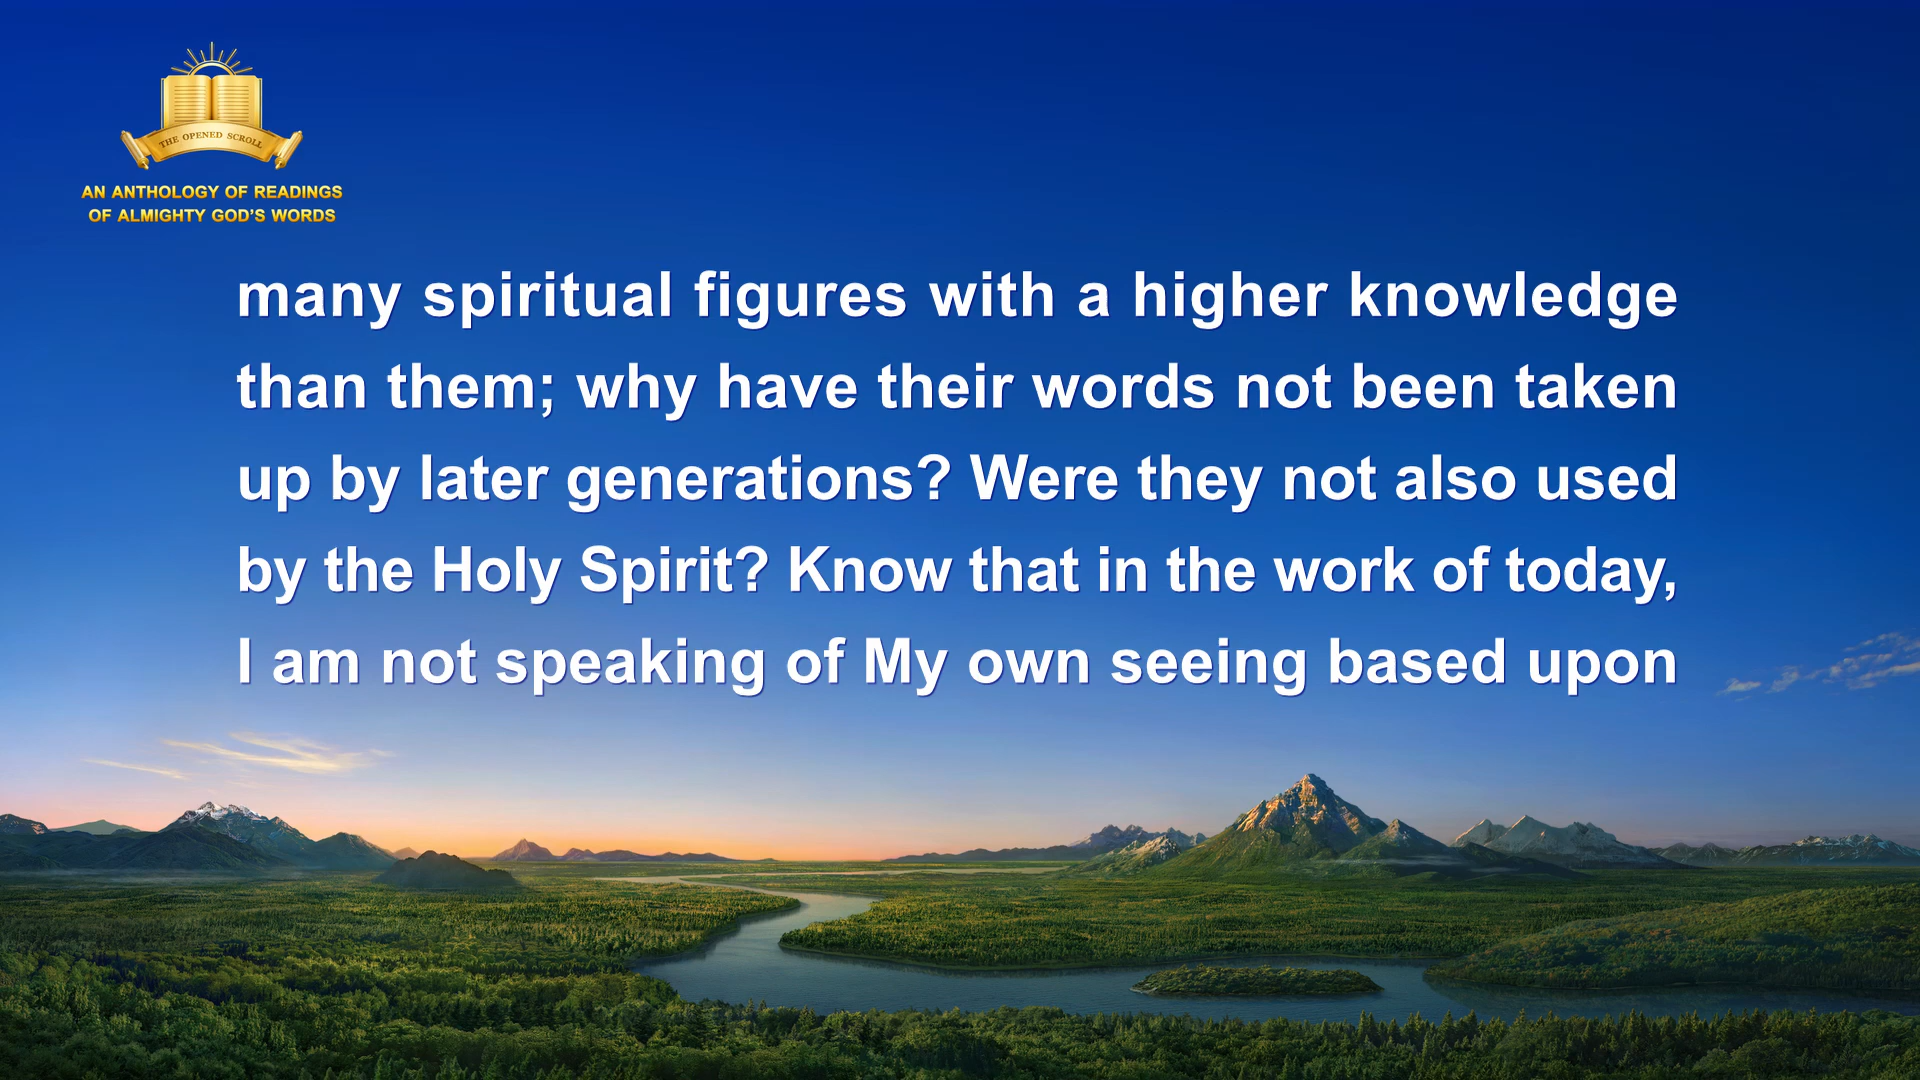 THE OPENED SCROLL
AN ANTHOLOGY OF READINGS
OF ALMIGHTY GOD'S WORDS
many spiritual figures with a higher knowledge
than them; why have their words not been taken
up by later generations? Were they not also used
by the Holy Spirit? Know that in the work of today,
I am not speaking of My own seeing based upon